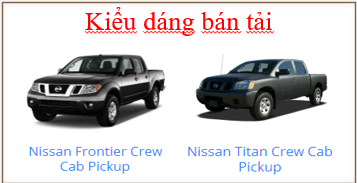 Kiểu dáng bán tải
Nissan Frontier Crew
Cab Pickup
Nissan Titan Crew Cab
Pickup